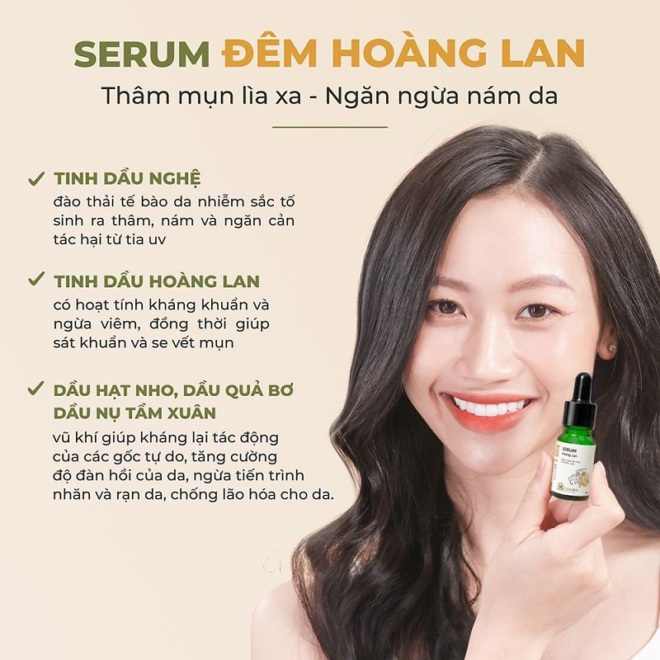 SERUM ĐÊM HOÀNG LAN
Thâm mụn lìa xa - Ngăn ngừa nám da
TINH DẦU NGHỆ
đào thải tế bào da nhiễm sắc tố
sinh ra thâm, nám và ngăn cản
tác hại từ tia uv
TINH DẦU HOÀNG LAN
có hoạt tính kháng khuẩn và
ngừa viêm, đồng thời giúp
sát khuẩn và se vết mụn
DẦU HẠT NHO, DẦU QUẢ BƠ
DẦU NỤ TẦM XUÂN
vũ khí giúp kháng lại tác động
của các gốc tự do, tăng cường
độ đàn hồi của da, ngừa tiến trình
nhăn và rạn da, chống lão hóa cho da.
SERUM
Hoàng Lan